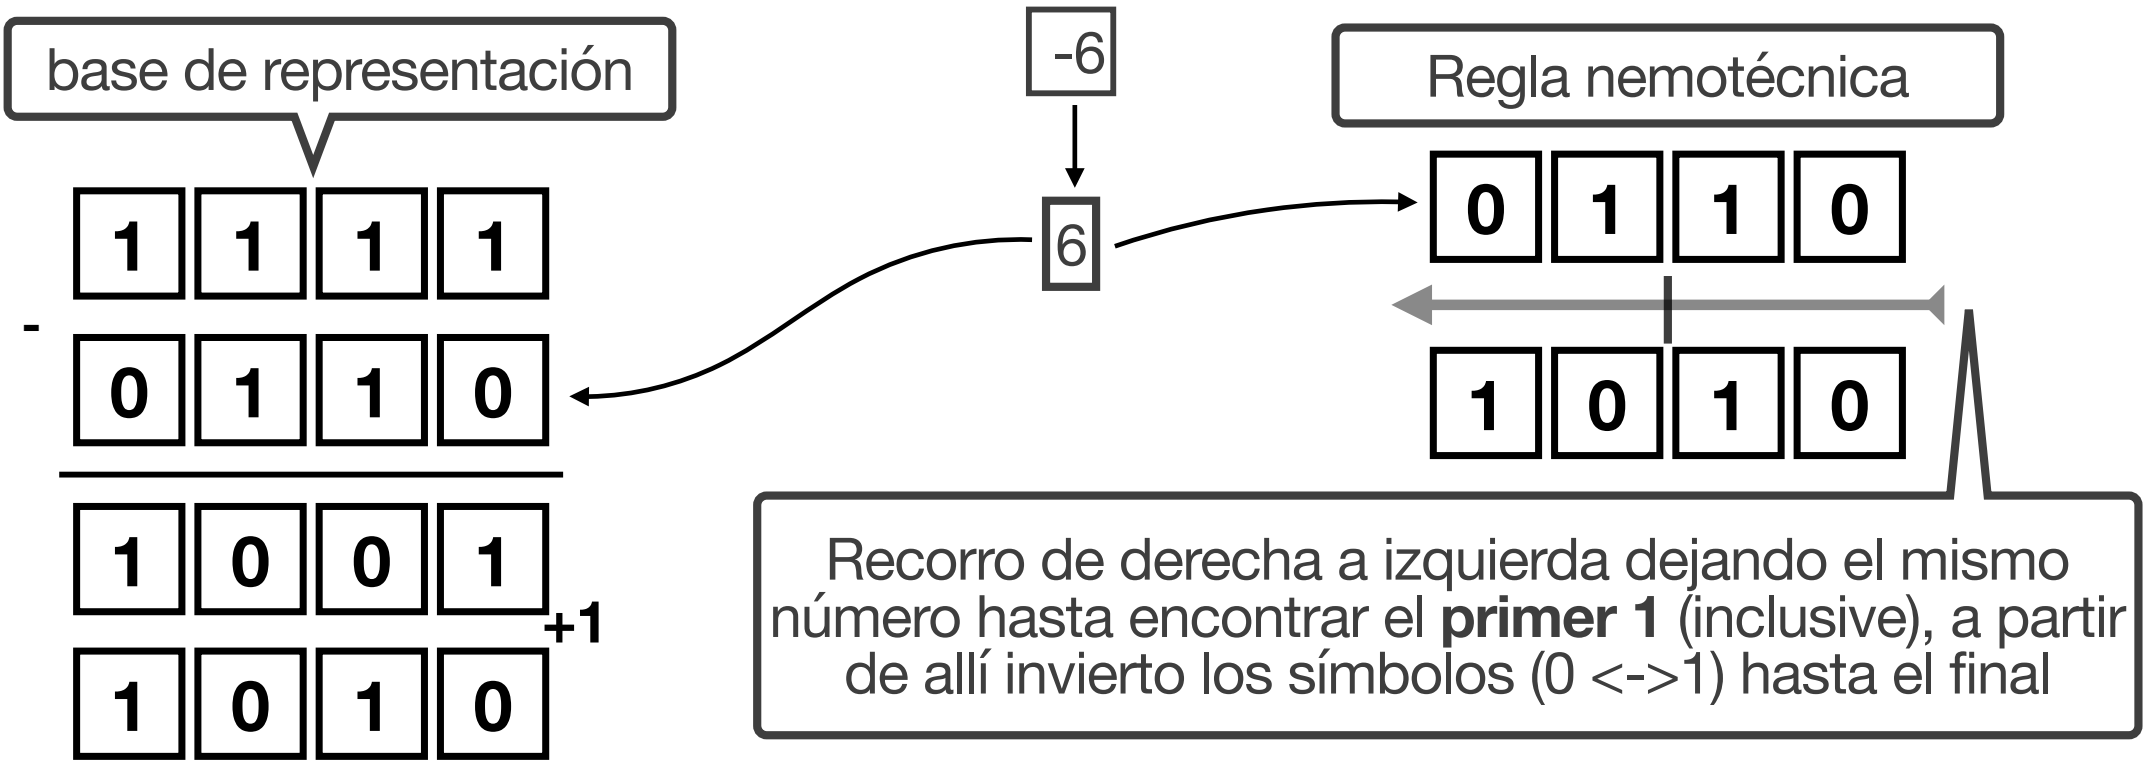 base de representación
-6
Regla nemotécnica
6
1 1 1 1
-
0 1 1 0
1 0 0 1
+1
1 0 1 0
0 1 1 0
1 0 1 0
Recorro de derecha a izquierda dejando el mismo
número hasta encontrar el primer 1 (inclusive), a partir
de allí invierto los símbolos (0 <->1) hasta el final